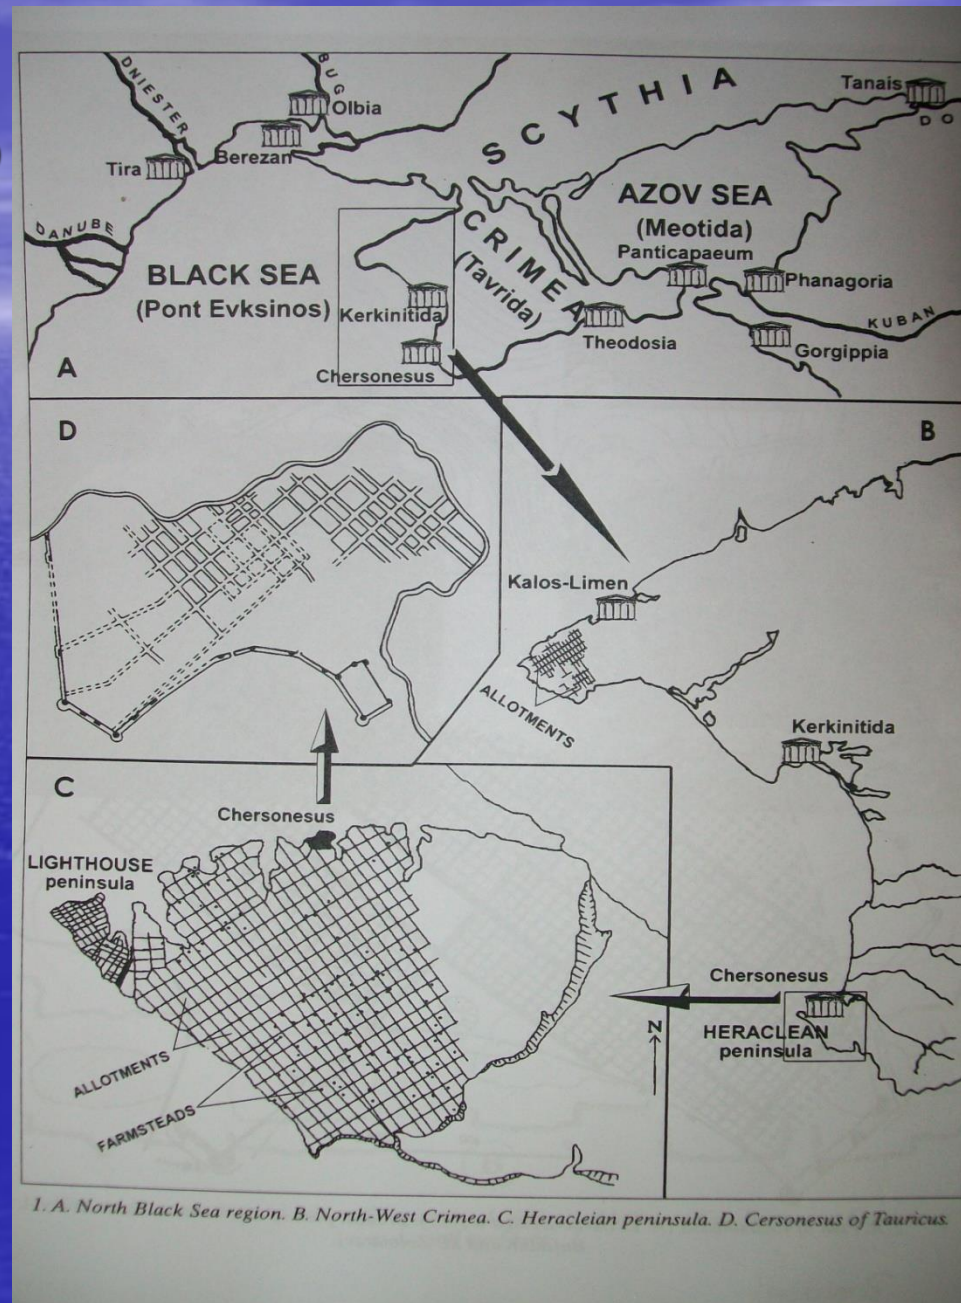 DNIESTER
BUG
Olbia
Berezan
Tira
DANUBE
SCYTHIA
Tanais
DO
AZOV SEA
(Meotida)
Panticapaeum
Phanagoria
KUBAN
Gorgippia
Theodosia
CRIMEA
(Tavrida)
BLACK SEA
(Pont Evksinos)
Kerkinitida
Chersonesus
A
D
B
Kalos-Limen
ALLOTMENTS
Kerkinitida
Chersonesus
HERACLEAN
peninsula
N
C
Chersonesus
LIGHTHOUSE
peninsula
ALLOTMENTS
FARMSTEADS
1. A. North Black Sea region. B. North-West Crimea. C. Heracleian peninsula. D. Cersonesus of Tauricus.